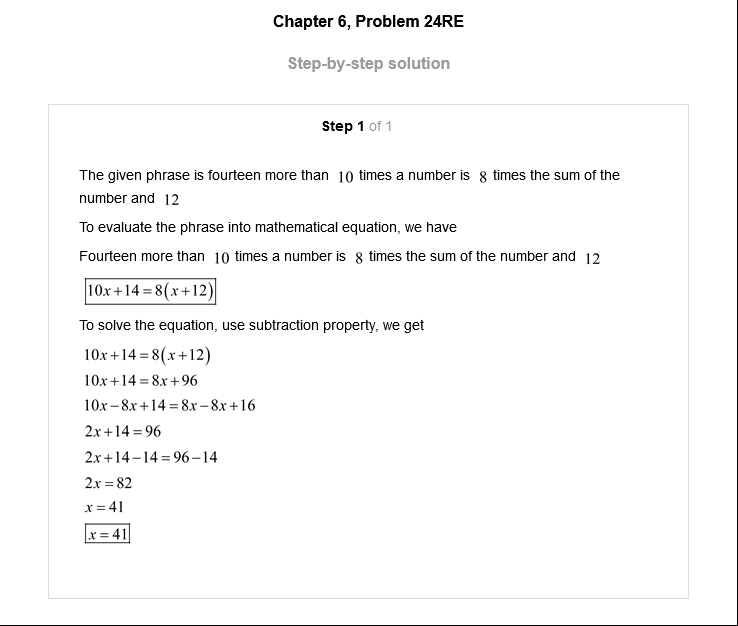 Chapter 6, Problem 24RE
Step-by-step solution
Step 1 of 1
The given phrase is fourteen more than 10 times a number is 8 times the sum of the
number and 12
To evaluate the phrase into mathematical equation, we have
Fourteen more than 10 times a number is 8 times the sum of the number and 12
10x+14=8(x+12)
To solve the equation, use subtraction property, we get
10x+14=8(x+12)
10x+14=8x+96
10x−8x+14=8x−8x+16
2x+14=96
2x+14−14=96−14
2x=82
x=41
x=41